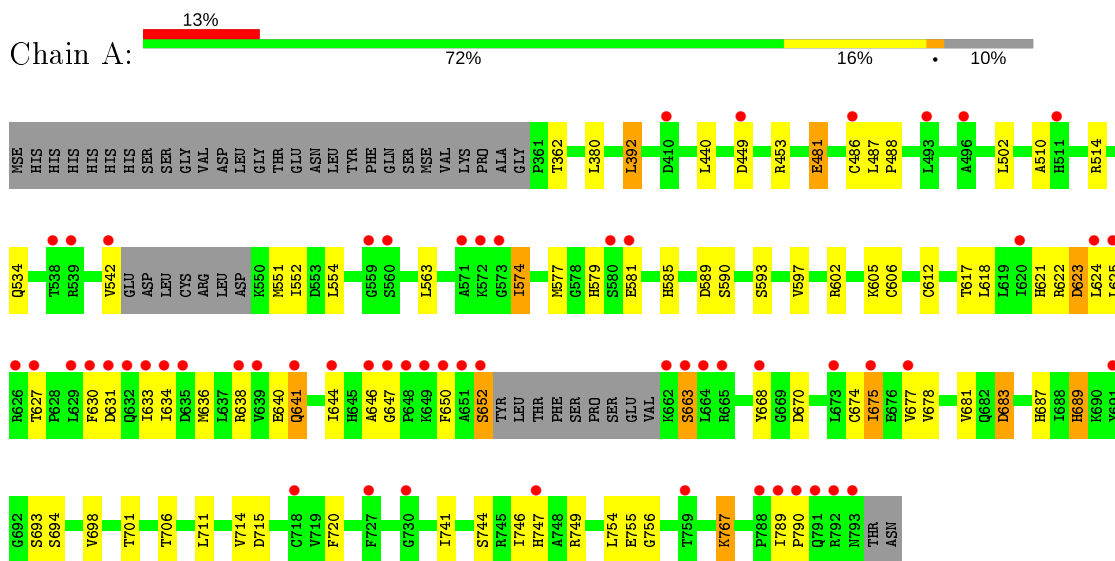 13%
Chain A:
72% 16% • 10%
MSE HIS HIS HIS HIS HIS HIS SER SER GLY VAL ASP LEU GLY THR GLU ASN LEU TYR PHE GLN SER MSE VAL LYS PRO ALA GLY P361 T362 L380 L392 D410 L440 D449 R453 E481 C486 L487 P488 L493 A496 L502 A510 H511 R514
Q534 T538 R539 V542 GLU ASP LEU CYS ARG LEU ASP K550 M551 I552 D553 L554 G559 S560 L563 A571 K572 G573 I574 M577 G578 H579 S580 E581 H585 D589 S590 S593 V597 R602 K605 C606 C612 T617 L618 L619 I620 H621 R622 D623 L624 L625
R626 T627 P628 L629 F630 D631 Q632 I633 I634 D635 M636 L637 R638 V639 E640 Q641 I644 H645 A646 G647 P648 K649 F650 A651 S652 TYR LEU THR PHE SER PRO SER GLU VAL K662 S663 L664 R665 Y668 G669 D670 L673 C674 I675 E676 V677 V678 V681 Q682 D683 H687 I688 H689 K690 Y691
G692 S693 S694 V698 T701 T706 L711 V714 D715 C718 V719 F720 F727 G730 I741 S744 R745 I746 H747 A748 R749 L754 E755 G756 T759 K767 P788 I789 P790 Q791 R792 N793 THR ASN